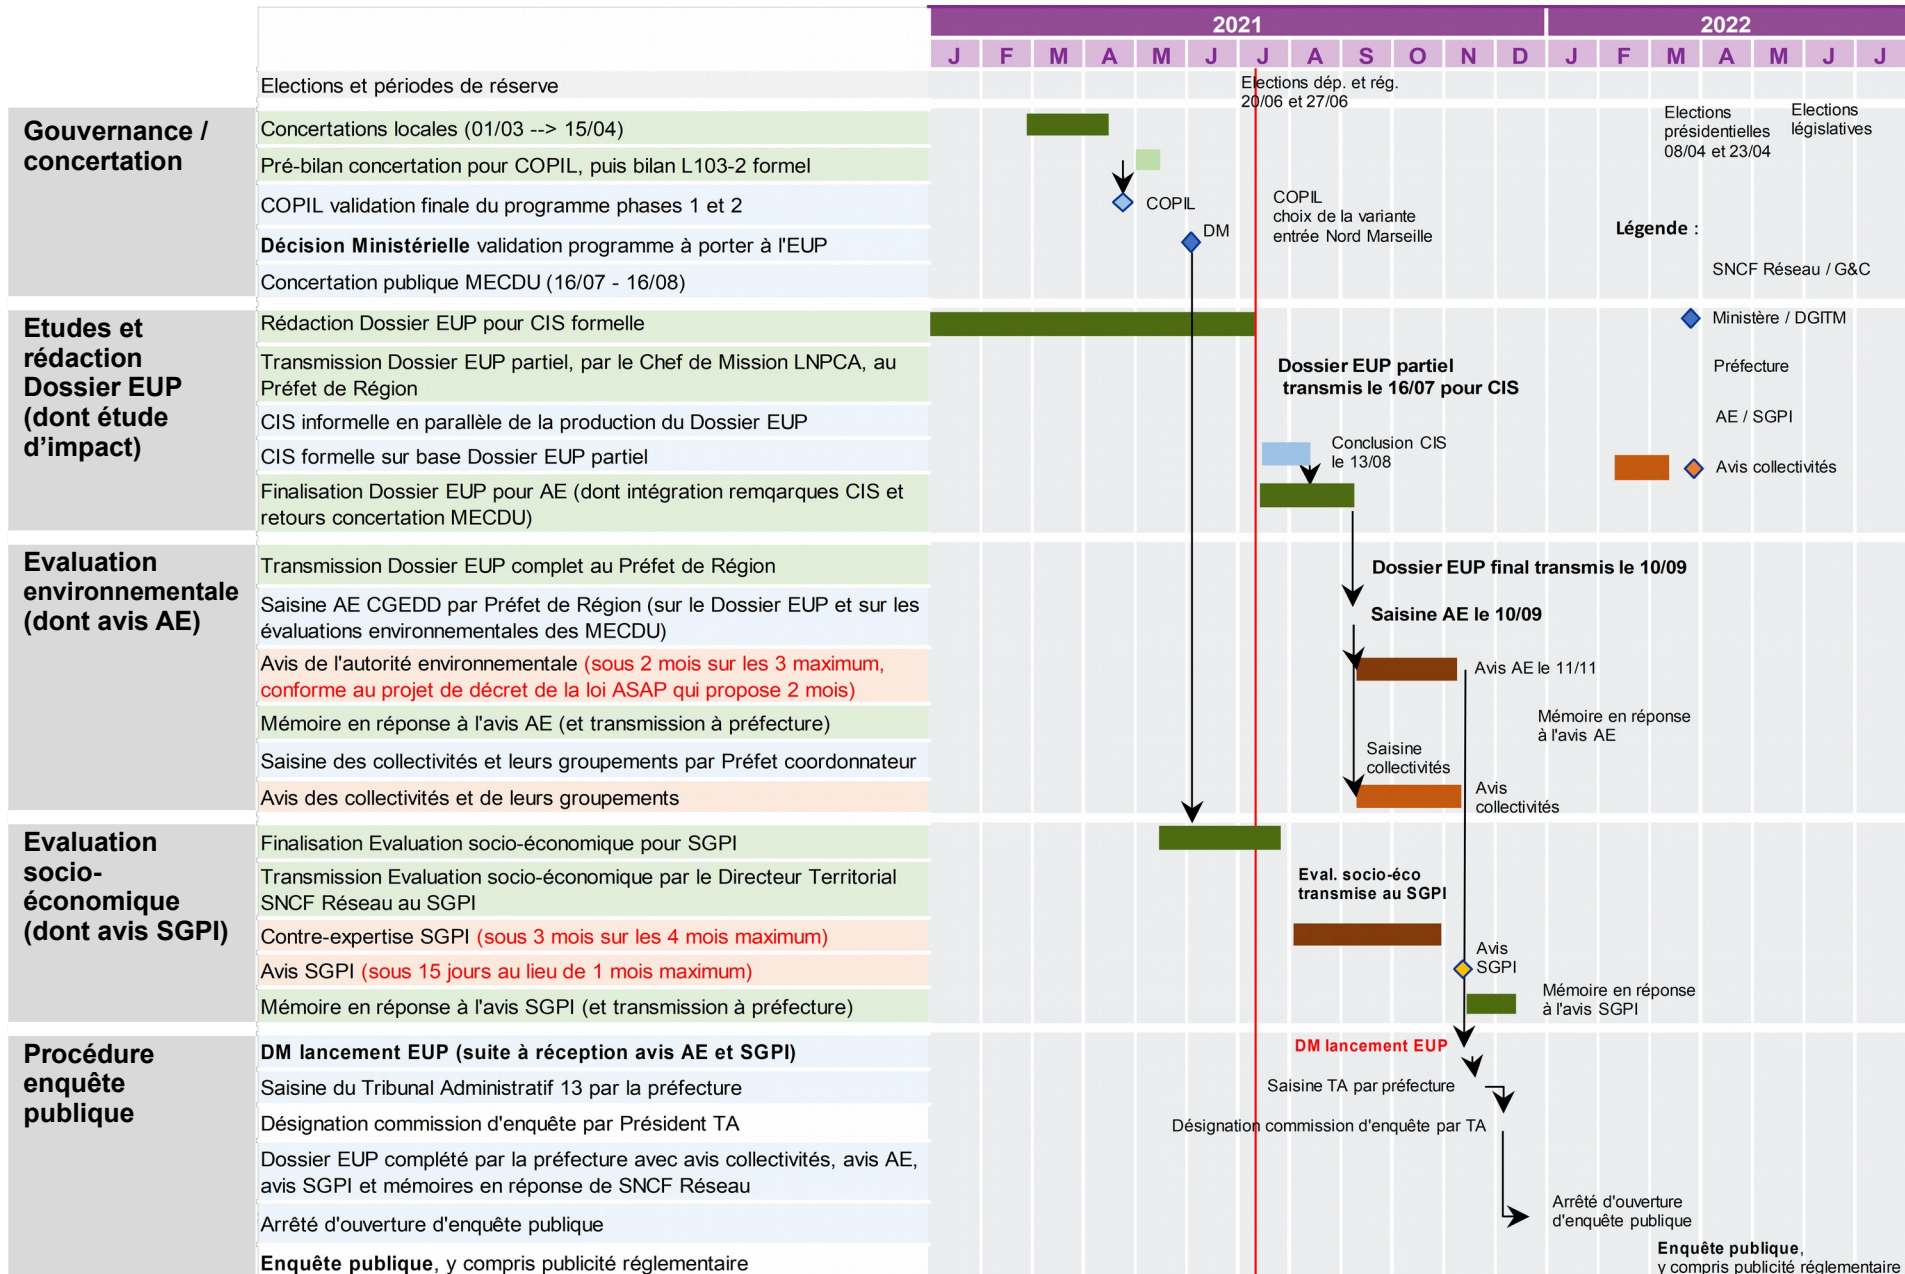 2021
2022
J F M A M J J A S O N D J F M A M J J
Elections et périodes de réserve
Elections dép. et rég.
20/06 et 27/06
Gouvernance /
concertation
Concertations locales (01/03 --> 15/04)
Elections
présidentielles
08/04 et 23/04
Elections
législatives
Pré-bilan concertation pour COPIL, puis bilan L103-2 formel
COPIL validation finale du programme phases 1 et 2
COPIL
COPIL
choix de la variante
entrée Nord Marseille
Décision Ministérielle validation programme à porter à l'EUP
DM
Concertation publique MECDU (16/07 - 16/08)
Légende :
SNCF Réseau / G&C
Ministère / DGITM
Préfecture
AE / SGPI
Avis collectivités
Etudes et
rédaction
Dossier EUP
(dont étude
d’impact)
Rédaction Dossier EUP pour CIS formelle
Transmission Dossier EUP partiel, par le Chef de Mission LNPCA, au
Préfet de Région
Dossier EUP partiel
transmis le 16/07 pour CIS
CIS informelle en parallèle de la production du Dossier EUP
CIS formelle sur base Dossier EUP partiel
Conclusion CIS
le 13/08
Finalisation Dossier EUP pour AE (dont intégration remqarques CIS et
retours concertation MECDU)
Evaluation
environnementale
(dont avis AE)
Transmission Dossier EUP complet au Préfet de Région
Dossier EUP final transmis le 10/09
Saisine AE CGEDD par Préfet de Région (sur le Dossier EUP et sur les
évaluations environnementales des MECDU)
Saisine AE le 10/09
Avis de l'autorité environnementale (sous 2 mois sur les 3 maximum,
conforme au projet de décret de la loi ASAP qui propose 2 mois)
Avis AE le 11/11
Mémoire en réponse à l'avis AE (et transmission à préfecture)
Mémoire en réponse
à l'avis AE
Saisine des collectivités et leurs groupements par Préfet coordonnateur
Saisine
collectivités
Avis des collectivités et de leurs groupements
Avis
collectivités
Evaluation
socio-
économique
(dont avis SGPI)
Finalisation Evaluation socio-économique pour SGPI
Transmission Evaluation socio-économique par le Directeur Territorial
SNCF Réseau au SGPI
Eval. socio-éco
transmise au SGPI
Contre-expertise SGPI (sous 3 mois sur les 4 mois maximum)
Avis SGPI (sous 15 jours au lieu de 1 mois maximum)
Avis
SGPI
Mémoire en réponse à l'avis SGPI (et transmission à préfecture)
Mémoire en réponse
à l'avis SGPI
Procédure
enquête
publique
DM lancement EUP (suite à réception avis AE et SGPI)
DM lancement EUP
Saisine du Tribunal Administratif 13 par la préfecture
Saisine TA par préfecture
Désignation commission d'enquête par Président TA
Désignation commission d'enquête par TA
Dossier EUP complété par la préfecture avec avis collectivités, avis AE,
avis SGPI et mémoires en réponse de SNCF Réseau
Arrêté d'ouverture d'enquête publique
Arrêté d'ouverture
d'enquête publique
Enquête publique, y compris publicité réglementaire
Enquête publique,
y compris publicité réglementaire